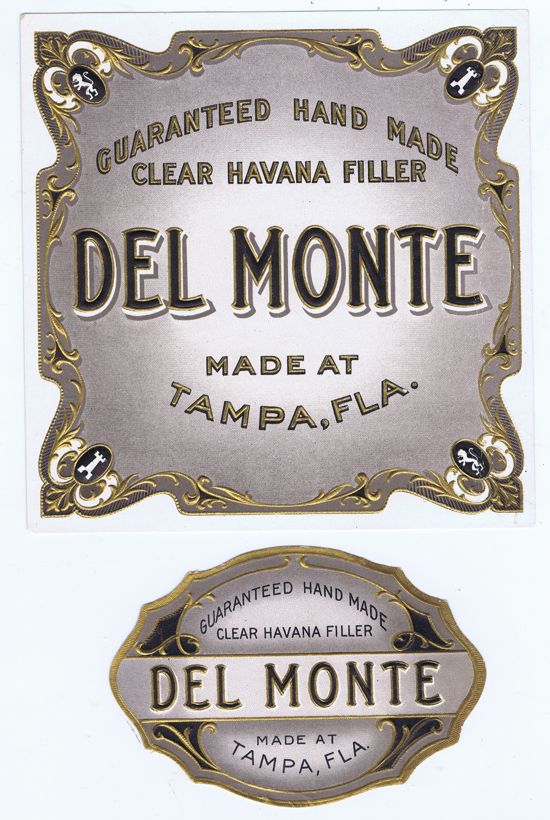 GUARANTEED HAND MADE
CLEAR HAVANA FILLER
DEL MONTE
MADE AT
TAMPA, FLA.
GUARANTEED HAND MADE
CLEAR HAVANA FILLER
DEL MONTE
MADE AT
TAMPA, FLA.